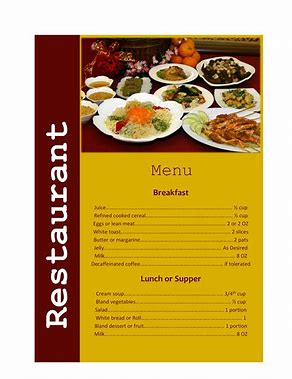 Restaurant
Menu
Breakfast
Juice ½ cup
Refined cooked cereal ½ cup
Eggs or lean meat 2 or 2 OZ
White toast 2 slices
Butter or margarine 2 pats
Jelly As Desired
Milk 8 OZ
Decaffeinated coffee if tolerated
Lunch or Supper
Cream soup 3/4th cup
Bland vegetables ½ cup
Salad 1 portion
White bread or Roll 1
Bland dessert or fruit 1 portion
Milk 8 OZ